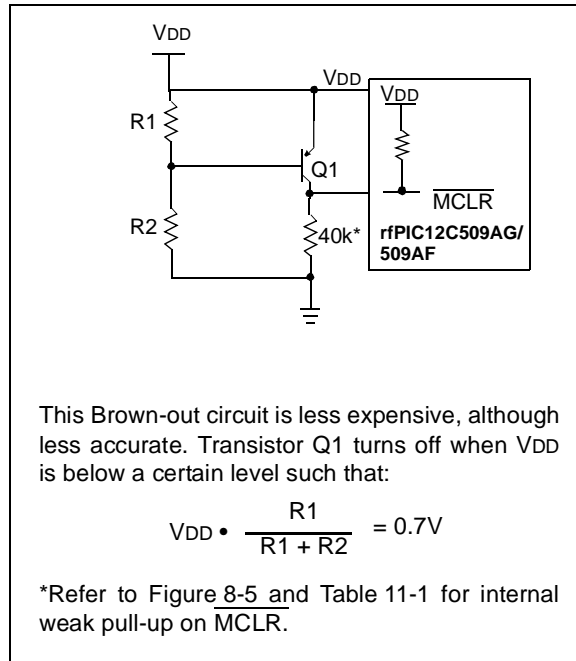 VDD
VDD
VDD
R1
Q1
MCLR
R2
40k*
rfPIC12C509AG/
509AF
This Brown-out circuit is less expensive, although
less accurate. Transistor Q1 turns off when VDD
is below a certain level such that:
VDD • R1 / R1 + R2 = 0.7V
*Refer to Figure 8-5 and Table 11-1 for internal
weak pull-up on MCLR.